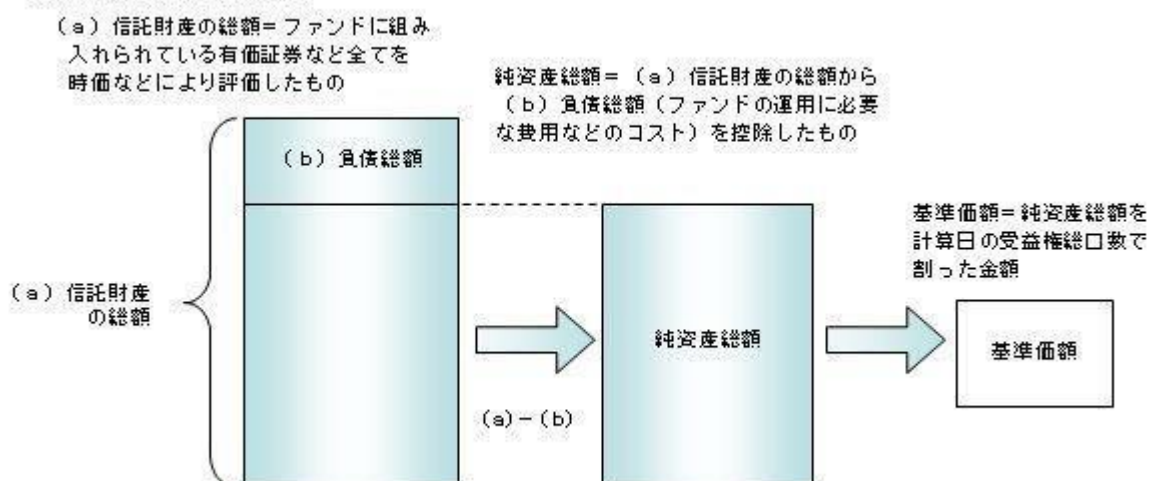 (a)信託財産の総額=ファンドに組み
入れられている有価証券など全てを
時価などにより評価したもの
純資産総額=(a)信託財産の総額から
(b)負債総額(ファンドの運用に必要
な費用などのコスト)を控除したもの
(b)負債総額
基準価額=純資産総額を
計算日の受益権総口数で
割った金額
(a)信託財産
の総額
純資産総額
基準価額
(a)-(b)